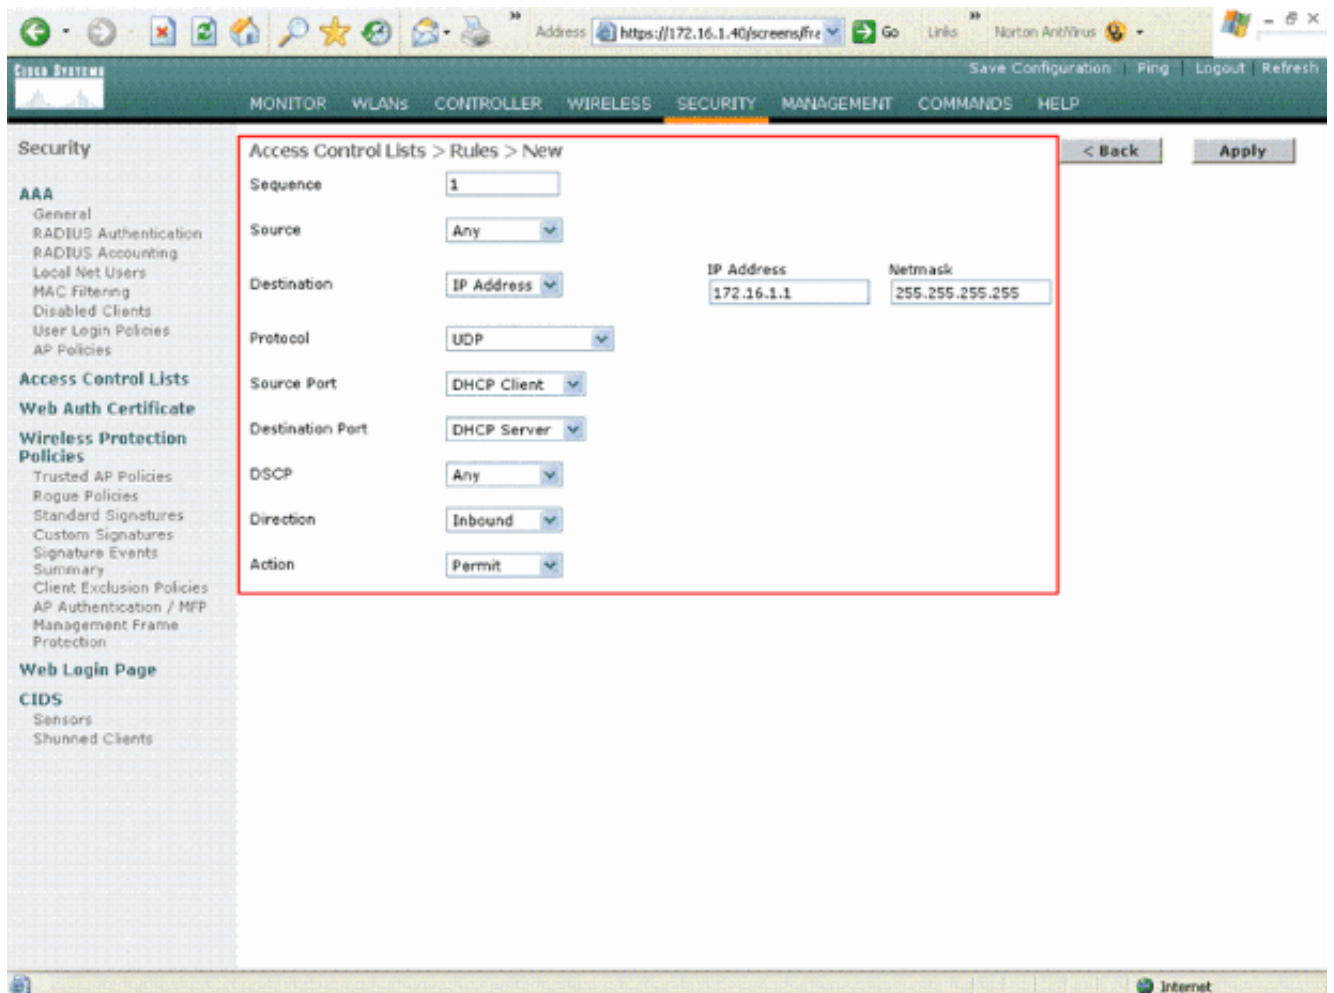 Address https://172.16.1.40/screens/fra Go Links Norton AntiVirus
CISCO SYSTEMS
Save Configuration | Ping | Logout | Refresh
MONITOR WLANs CONTROLLER WIRELESS SECURITY MANAGEMENT COMMANDS HELP
Security
AAA
General
RADIUS Authentication
RADIUS Accounting
Local Net Users
MAC Filtering
Disabled Clients
User Login Policies
AP Policies
Access Control Lists
Web Auth Certificate
Wireless Protection
Policies
Trusted AP Policies
Rogue Policies
Standard Signatures
Custom Signatures
Signature Events
Summary
Client Exclusion Policies
AP Authentication / MFP
Management Frame
Protection
Web Login Page
CIDS
Sensors
Shunned Clients
Access Control Lists > Rules > New
< Back Apply
Sequence 1
Source Any
IP Address Netmask
Destination IP Address 172.16.1.1 255.255.255.255
Protocol UDP
Source Port DHCP Client
Destination Port DHCP Server
DSCP Any
Direction Inbound
Action Permit
Internet